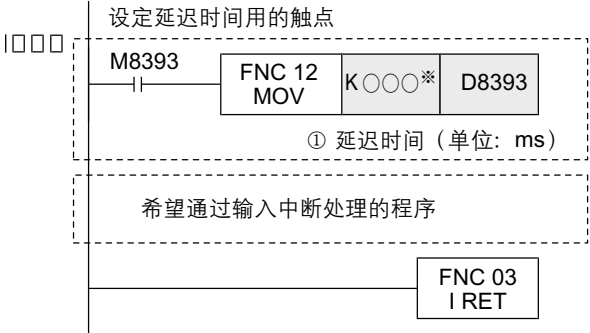 设定延迟时间用的触点
I□□□
M8393
FNC 12
MOV
K○○○※
D8393
① 延迟时间（单位: ms）
希望通过输入中断处理的程序
FNC 03
I RET